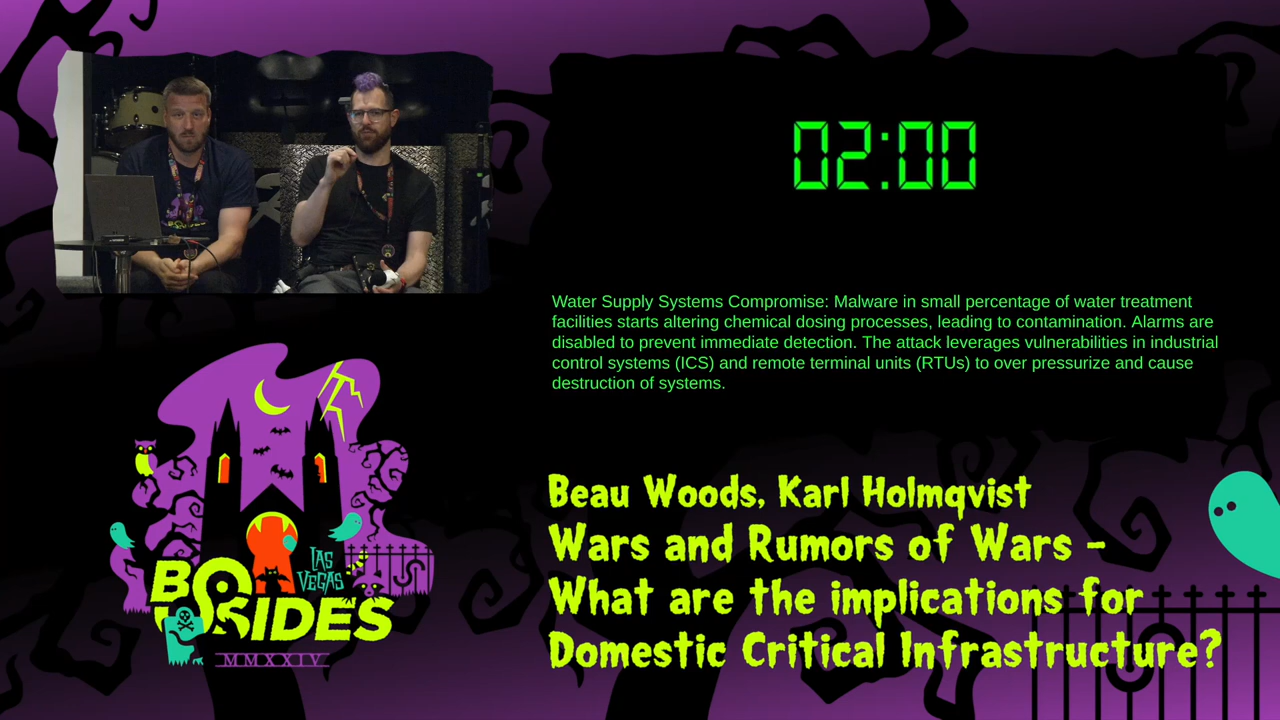 02:00
Water Supply Systems Compromise: Malware in small percentage of water treatment
facilities starts altering chemical dosing processes, leading to contamination. Alarms are
disabled to prevent immediate detection. The attack leverages vulnerabilities in industrial
control systems (ICS) and remote terminal units (RTUs) to over pressurize and cause
destruction of systems.
Beau Woods, Karl Holmqvist
Wars and Rumors of Wars -
What are the implications for
Domestic Critical Infrastructure?
LAS
VEGAS
BSIDES
MMXXIV